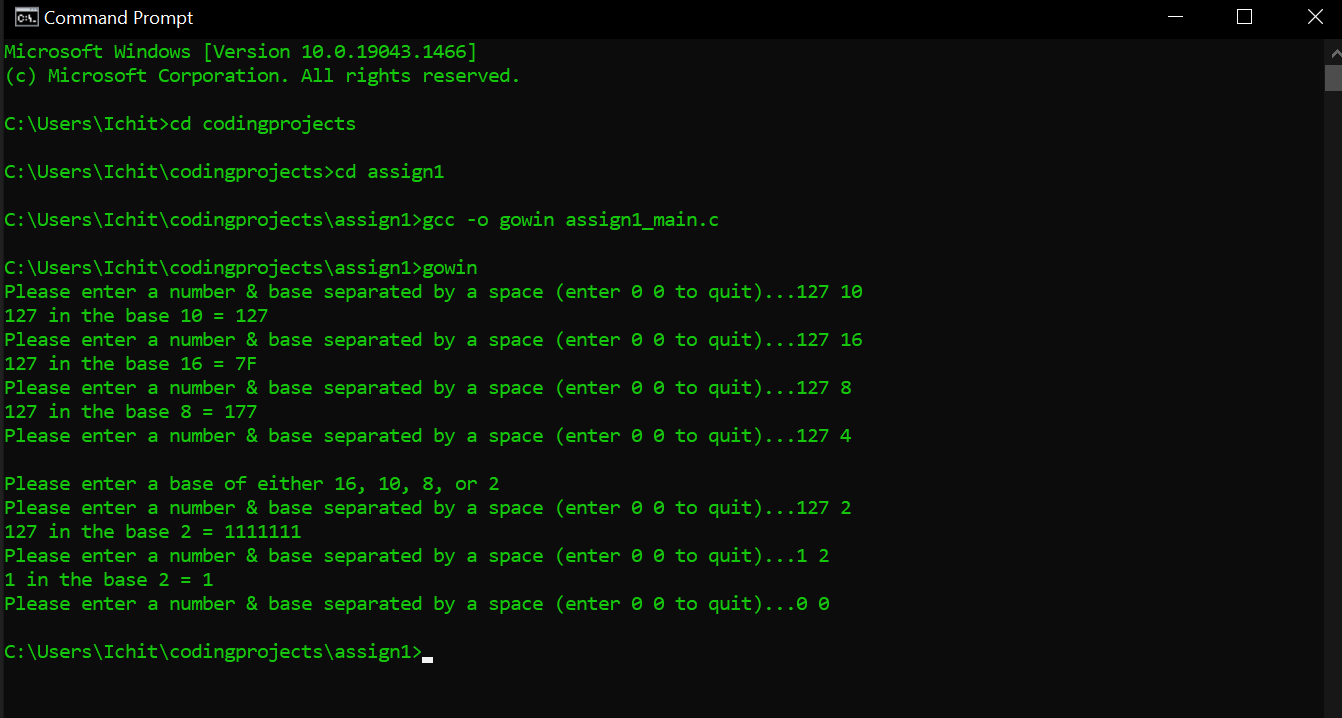 Command Prompt
Microsoft Windows [Version 10.0.19043.1466]
(c) Microsoft Corporation. All rights reserved.
C:\Users\Ichit>cd codingprojects
C:\Users\Ichit\codingprojects>cd assign1
C:\Users\Ichit\codingprojects\assign1>gcc -o gowin assign1_main.c
C:\Users\Ichit\codingprojects\assign1>gowin
Please enter a number & base separated by a space (enter 0 0 to quit)...127 10
127 in the base 10 = 127
Please enter a number & base separated by a space (enter 0 0 to quit)...127 16
127 in the base 16 = 7F
Please enter a number & base separated by a space (enter 0 0 to quit)...127 8
127 in the base 8 = 177
Please enter a number & base separated by a space (enter 0 0 to quit)...127 4
Please enter a base of either 16, 10, 8, or 2
Please enter a number & base separated by a space (enter 0 0 to quit)...127 2
127 in the base 2 = 1111111
Please enter a number & base separated by a space (enter 0 0 to quit)...1 2
1 in the base 2 = 1
Please enter a number & base separated by a space (enter 0 0 to quit)...0 0
C:\Users\Ichit\codingprojects\assign1>